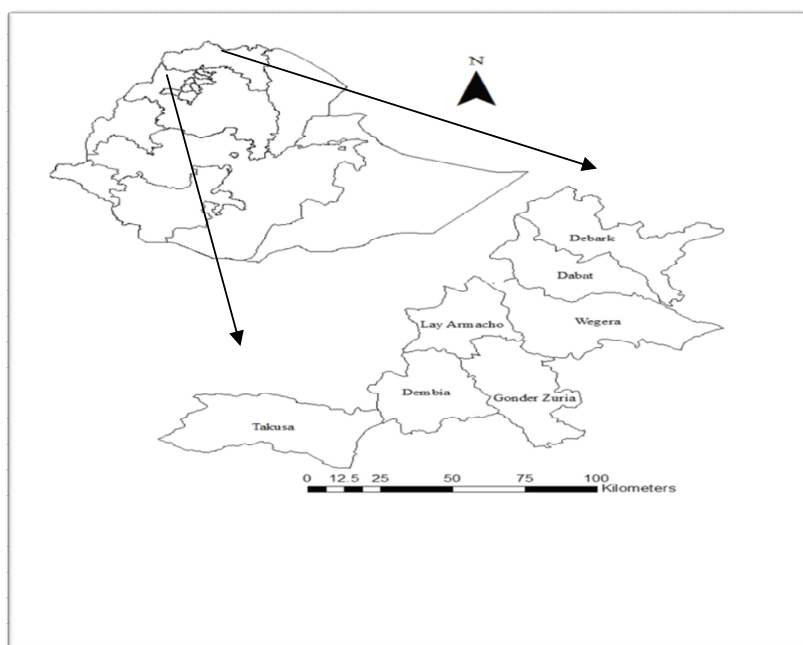 N
Debark
Dabat
Wegera
Lay Armacho
Dembia
Gonder Zuria
Takusa
0 12.5 25 50 75 100
Kilometers